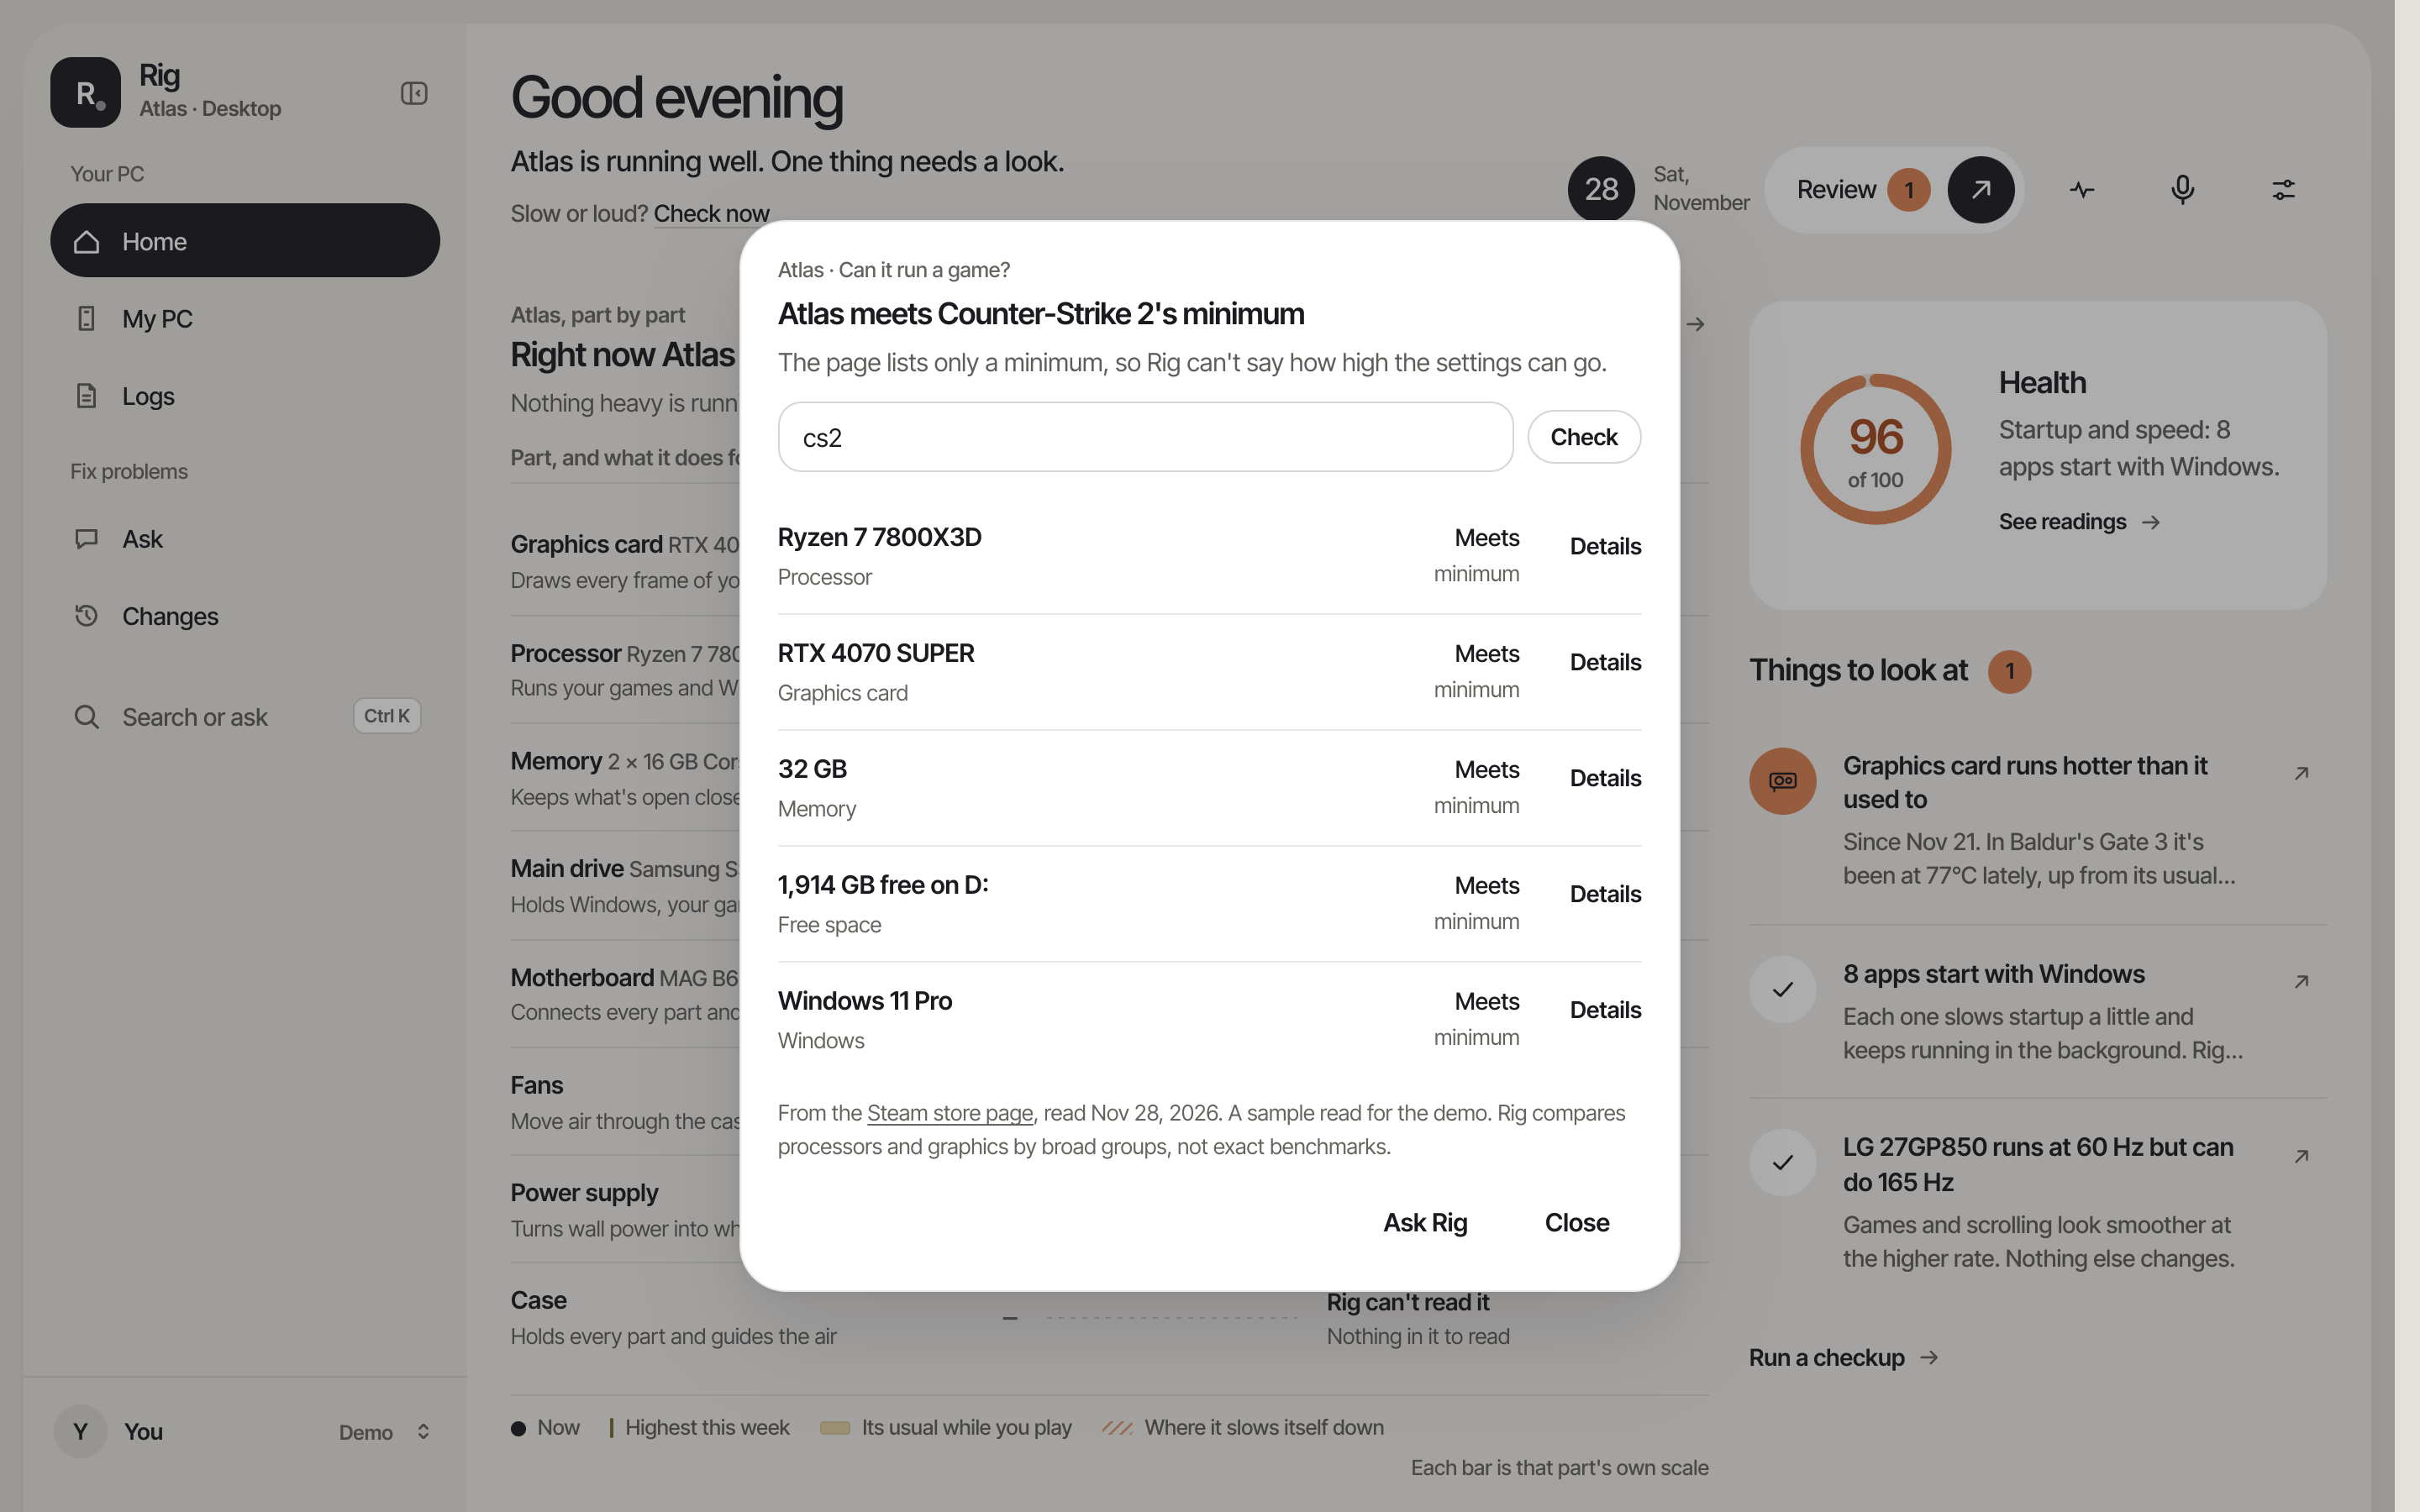 R.
Rig
Atlas · Desktop
Your PC
Home
My PC
Logs
Fix problems
Ask
Changes
Search or ask
Ctrl K
Y
You
Demo
Good evening
Atlas is running well. One thing needs a look.
Slow or loud? Check now
28
Sat,
November
Review 1
Atlas, part by part
Right now Atlas
Nothing heavy is runn
Part, and what it does fo
Graphics card RTX 40
Draws every frame of yo
Processor Ryzen 7 780
Runs your games and W
Memory 2 × 16 GB Cor
Keeps what's open close
Main drive Samsung S
Holds Windows, your ga
Motherboard MAG B6
Connects every part and
Fans
Move air through the cas
Power supply
Turns wall power into wh
Case
Holds every part and guides the air
Rig can't read it
Nothing in it to read
Now
Highest this week
Its usual while you play
Where it slows itself down
Each bar is that part's own scale
Atlas · Can it run a game?
Atlas meets Counter-Strike 2's minimum
The page lists only a minimum, so Rig can't say how high the settings can go.
cs2
Check
Ryzen 7 7800X3D
Processor
Meets
minimum
Details
RTX 4070 SUPER
Graphics card
Meets
minimum
Details
32 GB
Memory
Meets
minimum
Details
1,914 GB free on D:
Free space
Meets
minimum
Details
Windows 11 Pro
Windows
Meets
minimum
Details
From the Steam store page, read Nov 28, 2026. A sample read for the demo. Rig compares
processors and graphics by broad groups, not exact benchmarks.
Ask Rig
Close
96
of 100
Health
Startup and speed: 8
apps start with Windows.
See readings
Things to look at 1
Graphics card runs hotter than it
used to
Since Nov 21. In Baldur's Gate 3 it's
been at 77°C lately, up from its usual...
8 apps start with Windows
Each one slows startup a little and
keeps running in the background. Rig...
LG 27GP850 runs at 60 Hz but can
do 165 Hz
Games and scrolling look smoother at
the higher rate. Nothing else changes.
Run a checkup